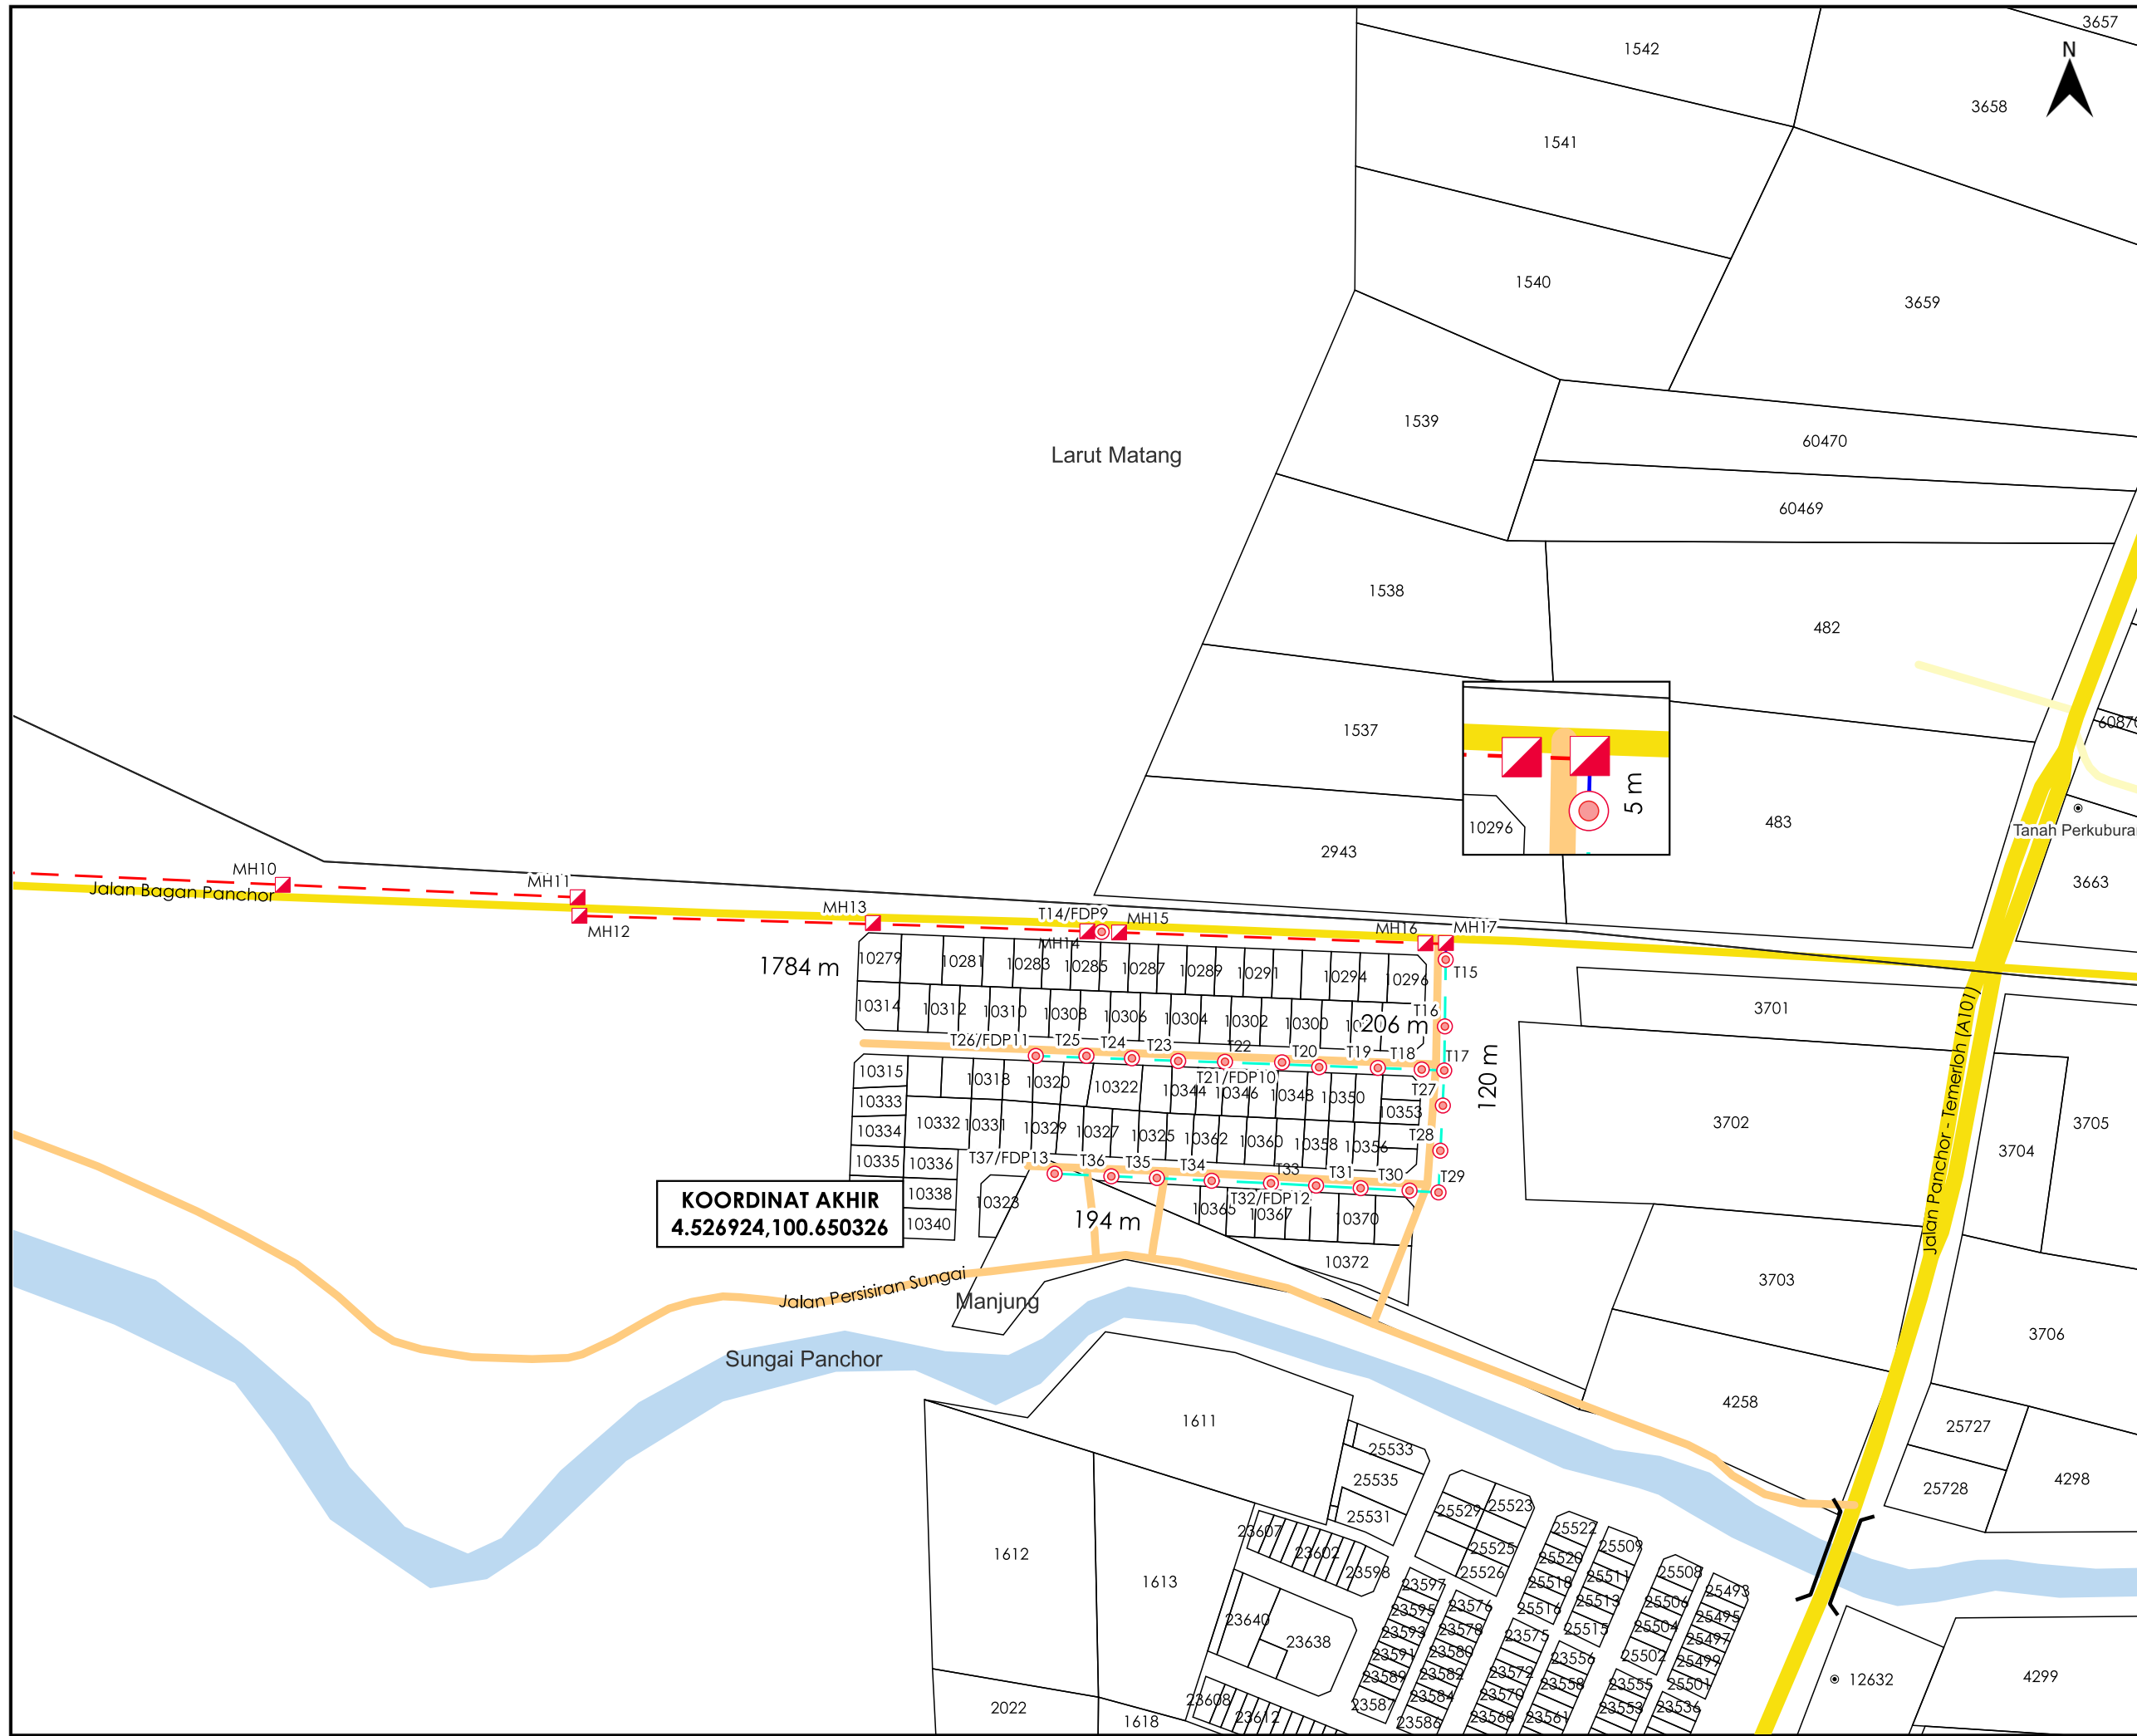 3657
1542
N
3658
1541
1540
3659
1539
60470
Larut Matang
60469
1538
482
1537
6087
5 m
10296
483
Tanah Perkubura
2943
3663
MH10
MH11
Jalan Bagan Panchor
MH13
T14/FDP9
MH15
MH12
MH14
MH16
MH17
1784 m
10279
10281
10283
10285
10287
10289
10291
10294
10296
T15
10314
10312
10310
10308
10306
10304
10302
10300
T16
206 m
3701
T26/FDP11
T25
T24
T23
T22
T20
T19
T18
T17
10315
10318
10320
10322
T21/FDP10
10344
10346
10348
10350
T27
120 m
10333
10353
10334
10332
10331
10329
10327
10325
10362
10360
10358
10356
T28
3702
Jalan Panchor - Temerloh (A101)
3704
3705
10335
10336
T37/FDP13
T36
T35
T34
T33
T31
T30
T29
KOORDINAT AKHIR
4.526924,100.650326
10338
10323
T32/FDP12
10340
194 m
10365
10367
10370
10372
Jalan Persisiran Sungai
Manjung
3703
3706
Sungai Panchor
4258
1611
25727
25533
25535
4298
25728
25531
25529
25523
23607
25522
25509
1612
23602
25525
25520
1613
23598
25526
25508
23597
25518
25511
25493
23595
23576
25516
25513
25506
25495
23640
23593
23578
25515
25504
25497
23638
23591
23580
23575
25502
25499
23589
23582
23572
23556
25501
12632
4299
23608
23587
23584
23570
23558
23555
2022
1618
23612
23586
23568
23561
23553
23536